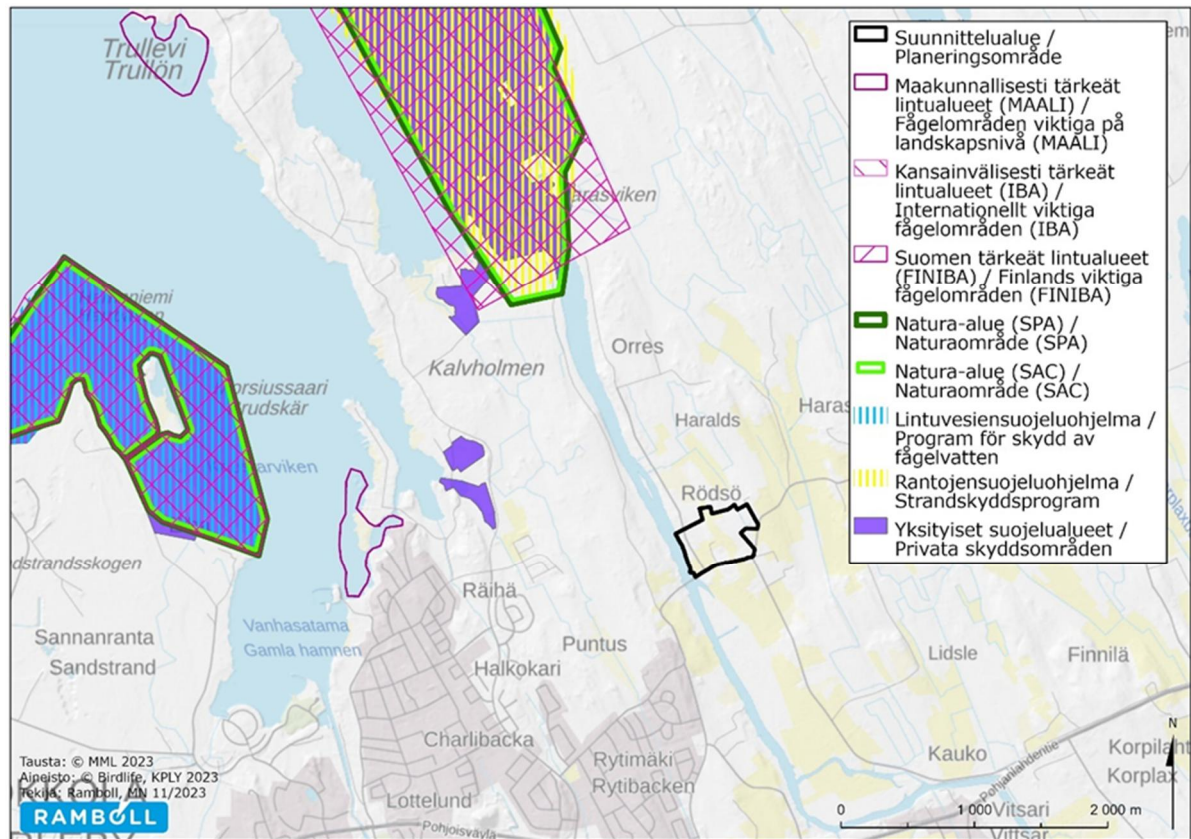 Trullevi
Trullön
Orres
Kalvholmen
Haralds
Rödsö
Räihä
Puntus
Halkokari
Sannanranta
Sandstrand
Vanhasatama
Gamla hamnen
Charlibacka
Rytimäki
Rytibacken
Lottelund
Pohjoisväylä
Lidsle
Finnilä
Kauko
Pohjanlahdentie
Korplax
Vitsari
Suunnittelualue /
Planeringsområde
Maakunnallisesti tärkeät
lintualueet (MAALI) /
Fågelområden viktiga på
landskapsnivå (MAALI)
Kansainvälisesti tärkeät
lintualueet (IBA) /
Internationellt viktiga
fågelområden (IBA)
Suomen tärkeät lintualueet
(FINIBA) / Finlands viktiga
fågelområden (FINIBA)
Natura-alue (SPA) /
Naturaområde (SPA)
Natura-alue (SAC) /
Naturaområde (SAC)
Lintuvesiensuojeluohjelma /
Program för skydd av
fågelvatten
Rantojensuojeluohjelma /
Strandskyddsprogram
Yksityiset suojelualueet /
Privata skyddsområden
N
0 1 000 2 000 m
Tausta: © MML 2023
Aineisto: © Birdlife, KPLY 2023
Tekijä: Ramboll, MN 11/2023
RAMBOLL